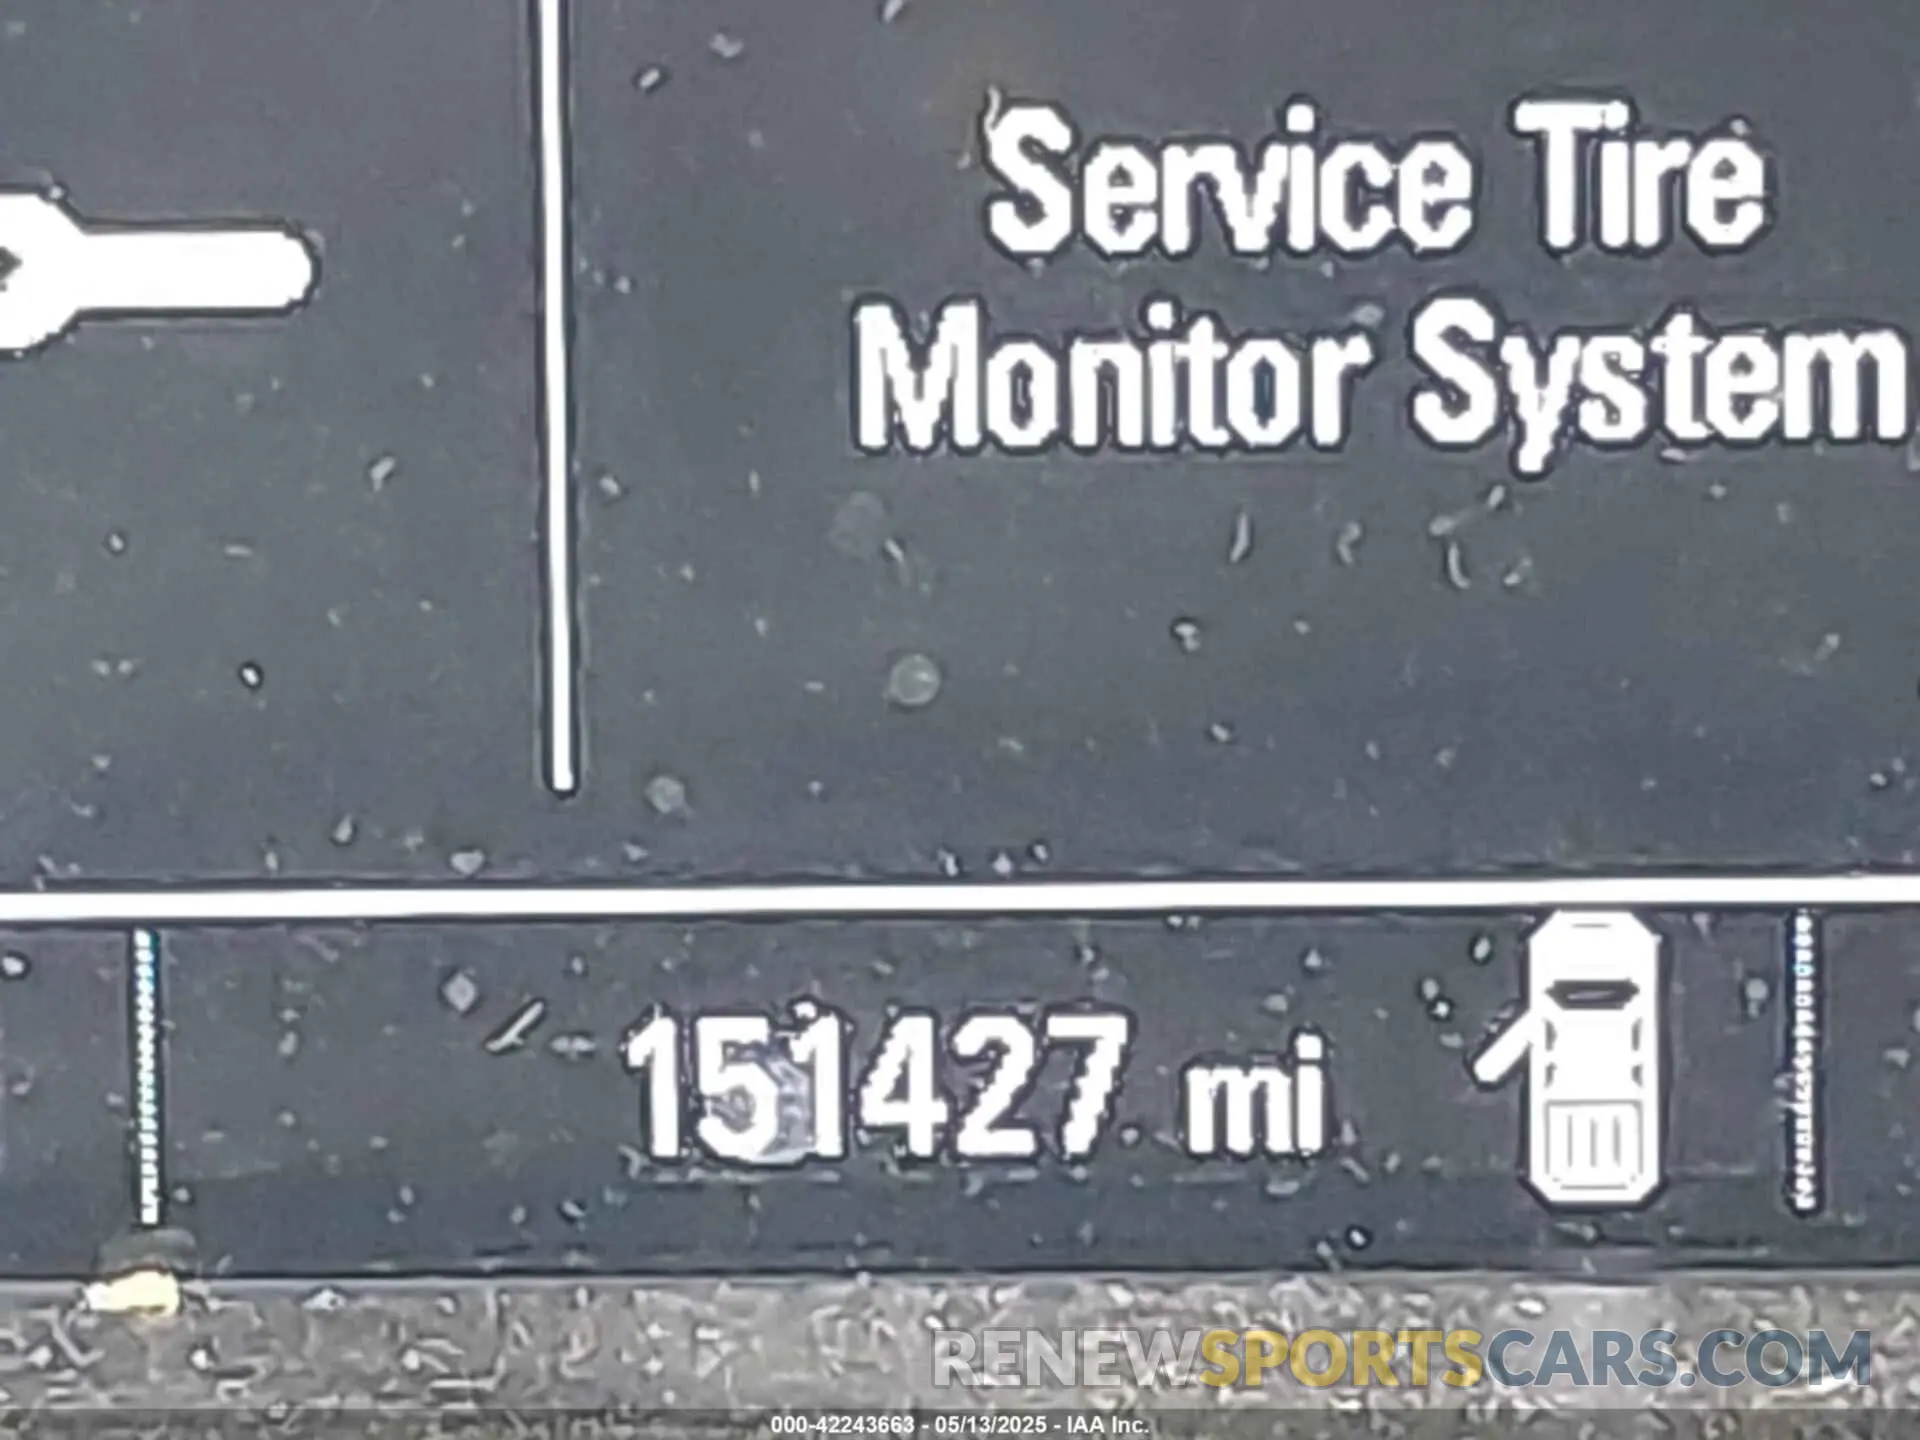 Service Tire
Monitor System
151427 mi
RENEWSPORTSCARS.COM
000-42243663 - 05/13/2025 - IAA Inc.